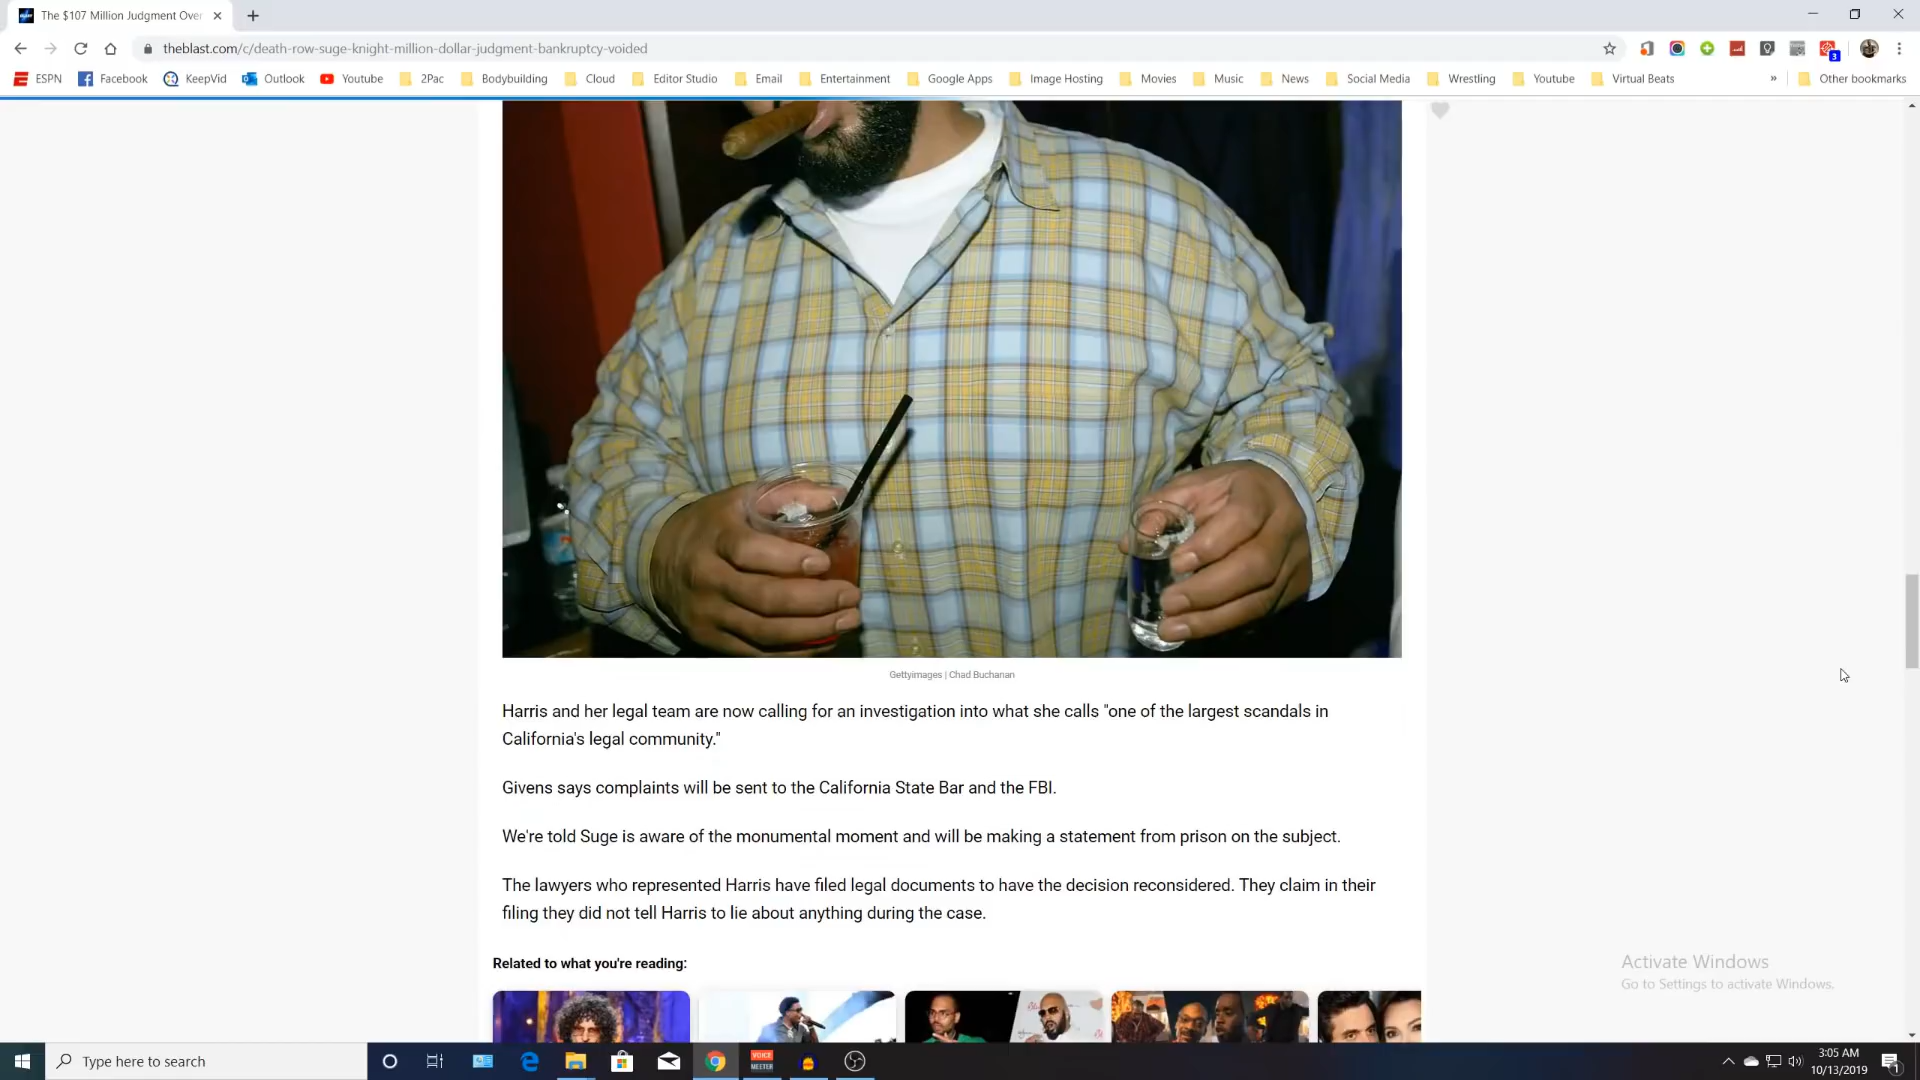 The $107 Million Judgment Over
theblast.com/c/death-row-suge-knight-million-dollar-judgment-bankruptcy-voided
3
ESPN Facebook KeepVid Outlook Youtube 2Pac Bodybuilding Cloud Editor Studio Email Entertainment Google Apps Image Hosting Movies Music News Social Media Wrestling Youtube Virtual Beats » Other bookmarks
Gettyimages | Chad Buchanan
Harris and her legal team are now calling for an investigation into what she calls "one of the largest scandals in
California's legal community."
Givens says complaints will be sent to the California State Bar and the FBI.
We're told Suge is aware of the monumental moment and will be making a statement from prison on the subject.
The lawyers who represented Harris have filed legal documents to have the decision reconsidered. They claim in their
filing they did not tell Harris to lie about anything during the case.
Related to what you're reading:
Activate Windows
Go to Settings to activate Windows.
Type here to search
VOICE
MEETER
3:05 AM
10/13/2019
1